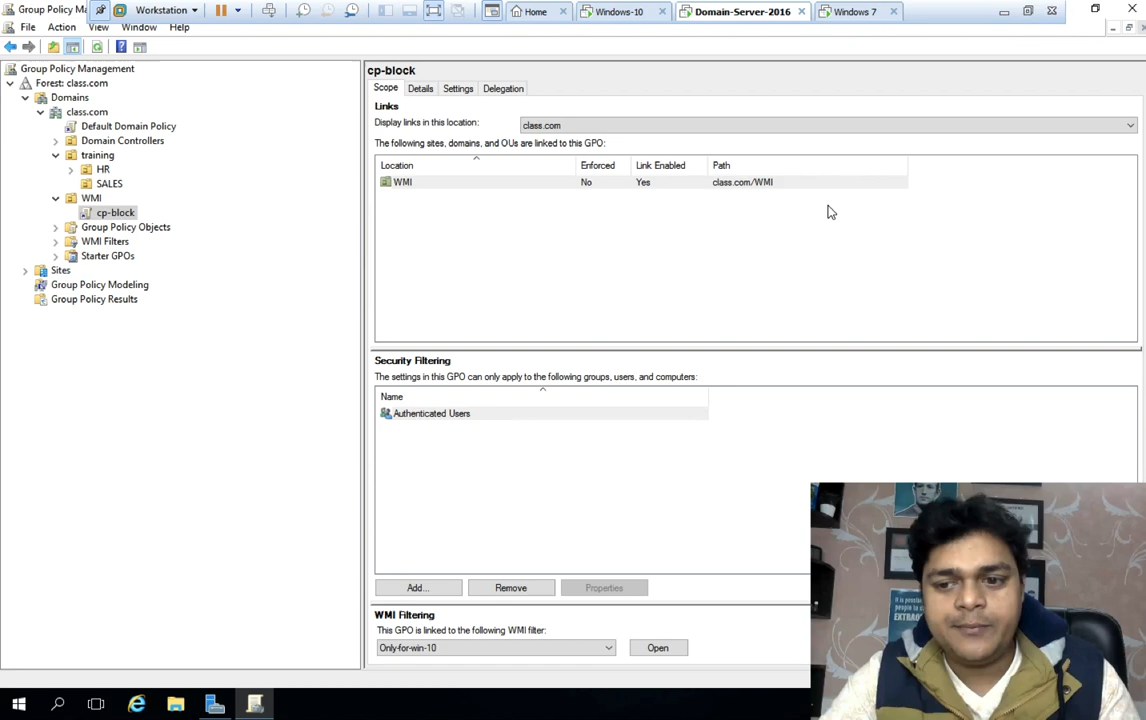 Group Policy Ma
Workstation
Home
Windows-10
Domain-Server-2016
Windows 7
File
Action
View
Window
Help
Group Policy Management
Forest: class.com
Domains
class.com
Default Domain Policy
Domain Controllers
training
HR
SALES
WMI
cp-block
Group Policy Objects
WMI Filters
Starter GPOs
Sites
Group Policy Modeling
Group Policy Results
cp-block
Scope
Details
Settings
Delegation
Links
Display links in this location:
class.com
The following sites, domains, and OUs are linked to this GPO:
Location
Enforced
Link Enabled
Path
WMI
No
Yes
class.com/WMI
Security Filtering
The settings in this GPO can only apply to the following groups, users, and computers:
Name
Authenticated Users
Add...
Remove
Properties
WMI Filtering
This GPO is linked to the following WMI filter:
Only-for-win-10
Open